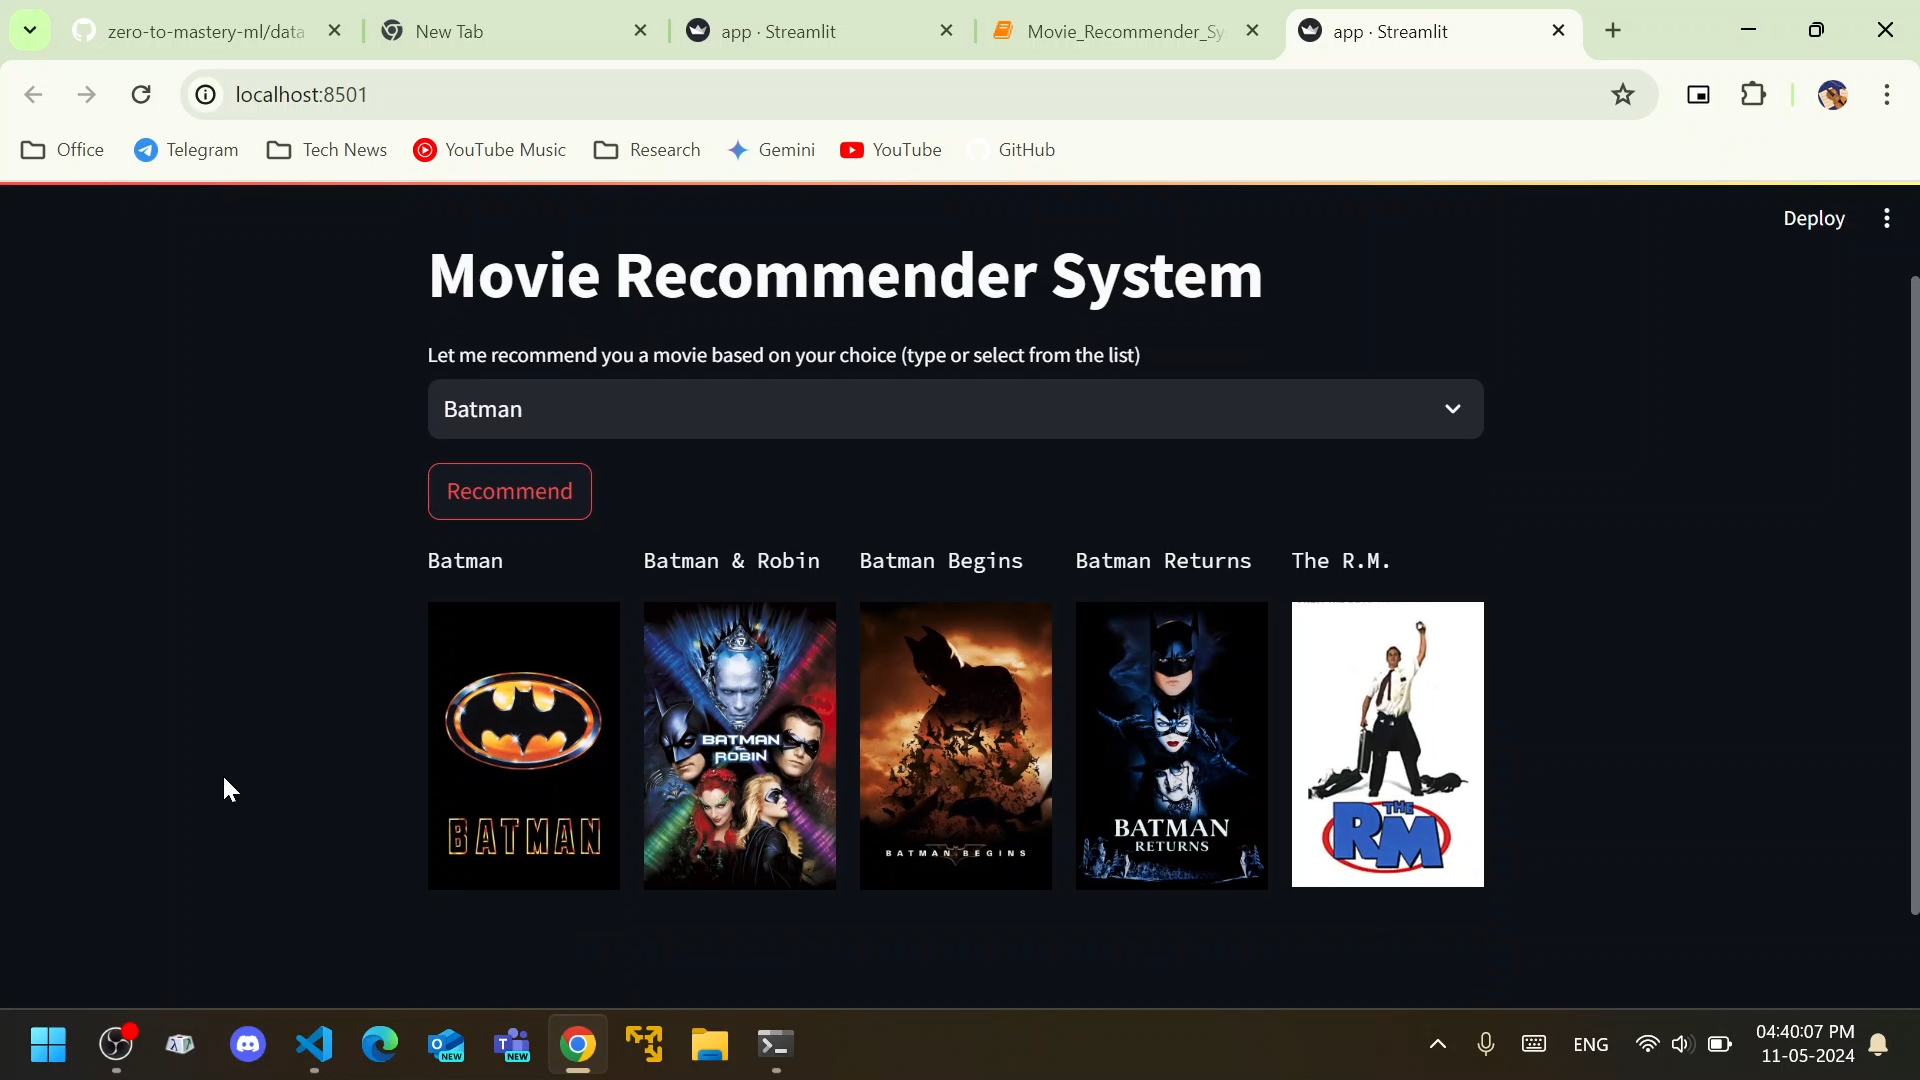 zero-to-mastery-ml/data
New Tab
app · Streamlit
Movie_Recommender_Sy
app · Streamlit
localhost:8501
Office
Telegram
Tech News
YouTube Music
Research
Gemini
YouTube
GitHub
Deploy
Movie Recommender System
Let me recommend you a movie based on your choice (type or select from the list)
Batman
Recommend
Batman
Batman & Robin
Batman Begins
Batman Returns
The R.M.
BATMAN
BATMAN
ROBIN
BATMAN BEGINS
BATMAN
RETURNS
THE
RM
NEW
NEW
ENG
04:40:07 PM
11-05-2024